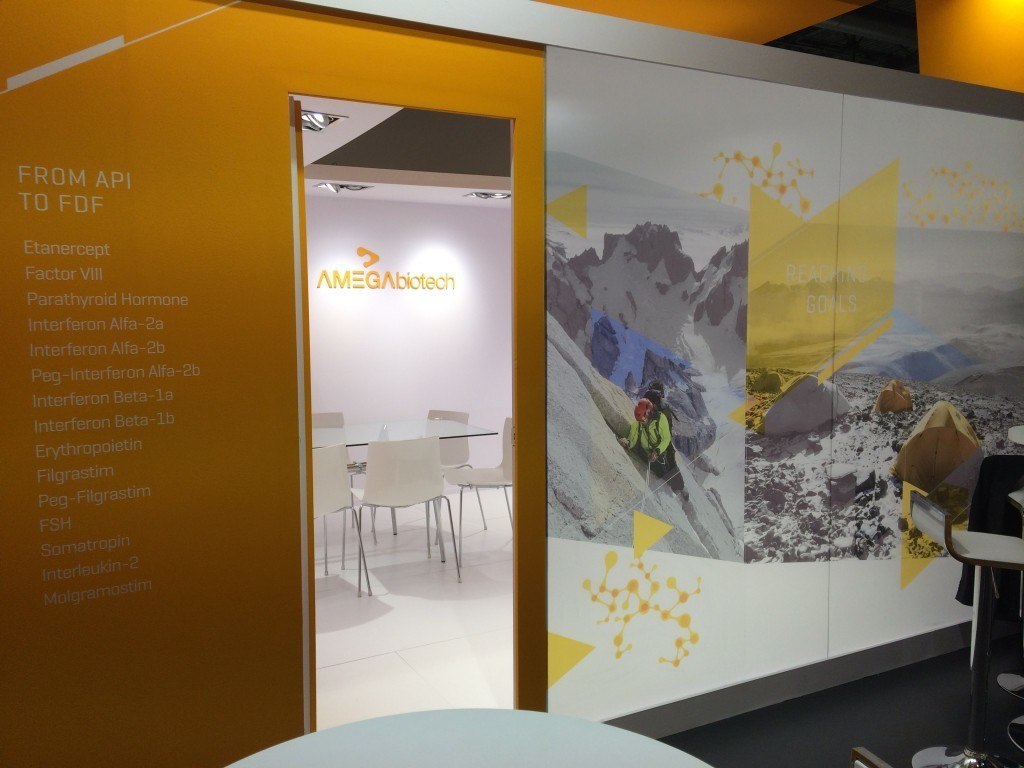 FROM API
TO FDF
Etanercept
Factor VIII
Parathyroid Hormone
Interferon Alfa-2a
Interferon Alfa-2b
Peg-Interferon Alfa-2b
Interferon Beta-1a
Interferon Beta-1b
Erythropoietin
Filgrastim
Peg-Filgrastim
FSH
Somatropin
Interleukin-2
Molgramostim
AMEGAbiotech
REACHING
GOALS